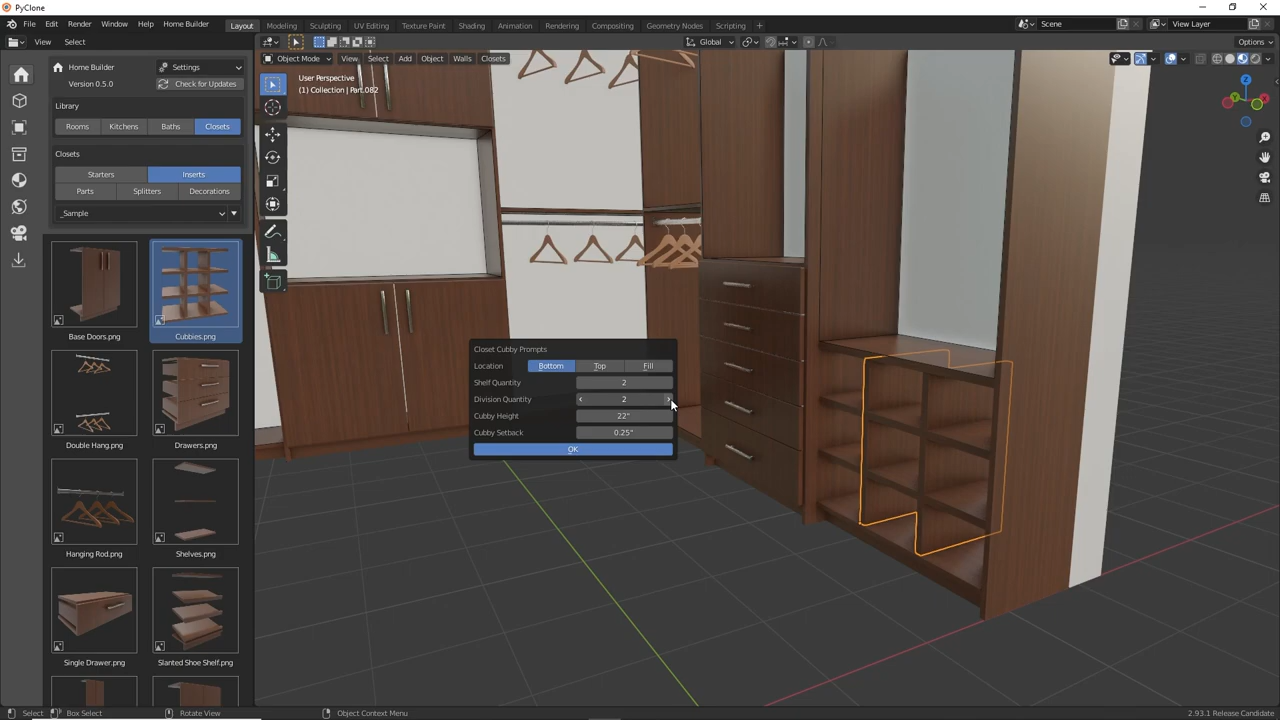 PyClone
File Edit Render Window Help Home Builder
Layout Modeling Sculpting UV Editing Texture Paint Shading Animation Rendering Compositing Geometry Nodes Scripting +
Scene
View Layer
View Select
Global
Options
Object Mode View Select Add Object Walls Closets
Home Builder
Settings
Version 0.5.0
Check for Updates
Library
Rooms Kitchens Baths Closets
Closets
Starters Inserts
Parts Splitters Decorations
_Sample
Base Doors.png
Cubbies.png
Double Hang.png
Drawers.png
Hanging Rod.png
Shelves.png
Single Drawer.png
Slanted Shoe Shelf.png
User Perspective
(1) Collection | Part.082
Z
Y
X
Closet Cubby Prompts
Location Bottom Top Fill
Shelf Quantity 2
Division Quantity 2
Cubby Height 22"
Cubby Setback 0.25"
OK
Select Box Select Rotate View Object Context Menu
2.93.1 Release Candidate